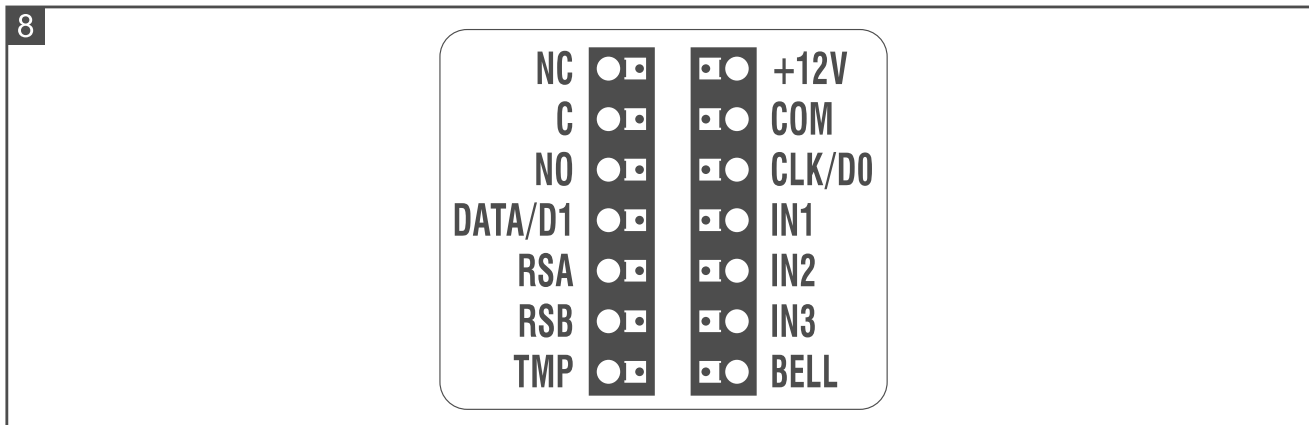 8
NC +12V
C COM
NO CLK/D0
DATA/D1 IN1
RSA IN2
RSB IN3
TMP BELL